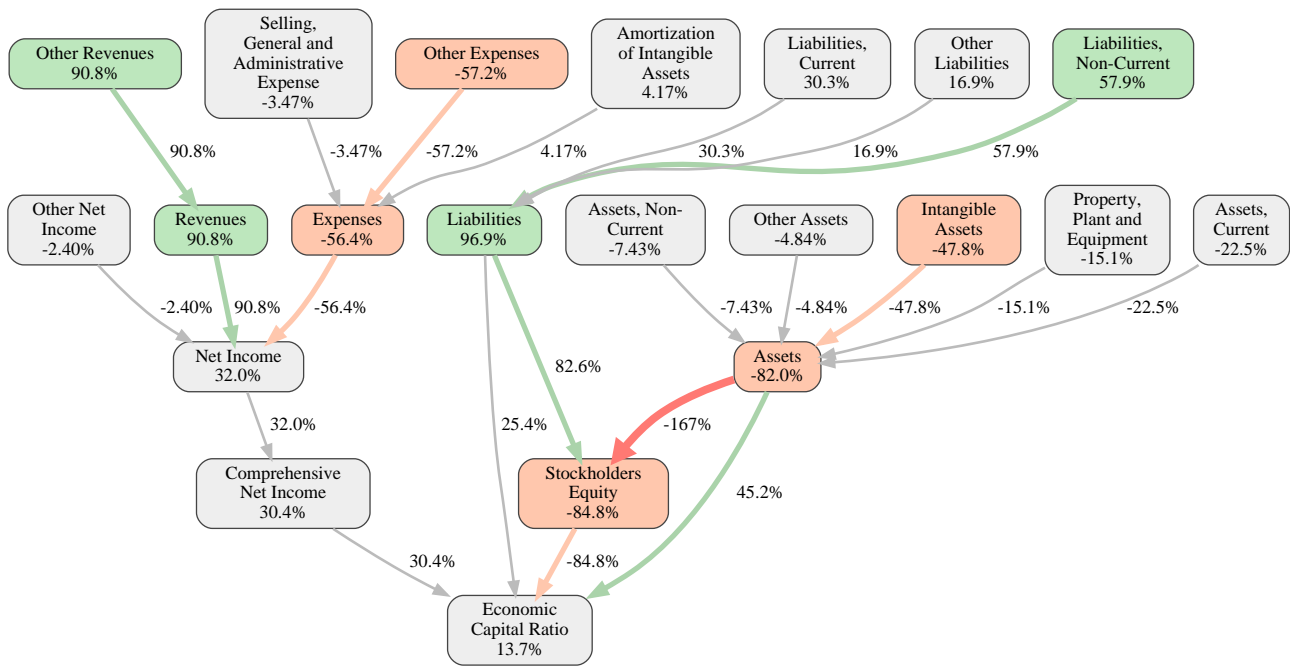 Other Revenues
90.8%
Selling,
General and
Administrative
Expense
-3.47%
Other Expenses
-57.2%
Amortization
of Intangible
Assets
4.17%
Liabilities,
Current
30.3%
Other
Liabilities
16.9%
Liabilities,
Non-Current
57.9%
90.8%
-3.47%
-57.2%
4.17%
30.3%
16.9%
57.9%
Other Net
Income
-2.40%
Revenues
90.8%
Expenses
-56.4%
Liabilities
96.9%
Assets, Non-
Current
-7.43%
Other Assets
-4.84%
Intangible
Assets
-47.8%
Property,
Plant and
Equipment
-15.1%
Assets,
Current
-22.5%
-2.40%
90.8%
-56.4%
-7.43%
-4.84%
-47.8%
-15.1%
-22.5%
Net Income
32.0%
82.6%
Assets
-82.0%
32.0%
25.4%
-167%
Comprehensive
Net Income
30.4%
Stockholders
Equity
-84.8%
45.2%
30.4%
-84.8%
Economic
Capital Ratio
13.7%